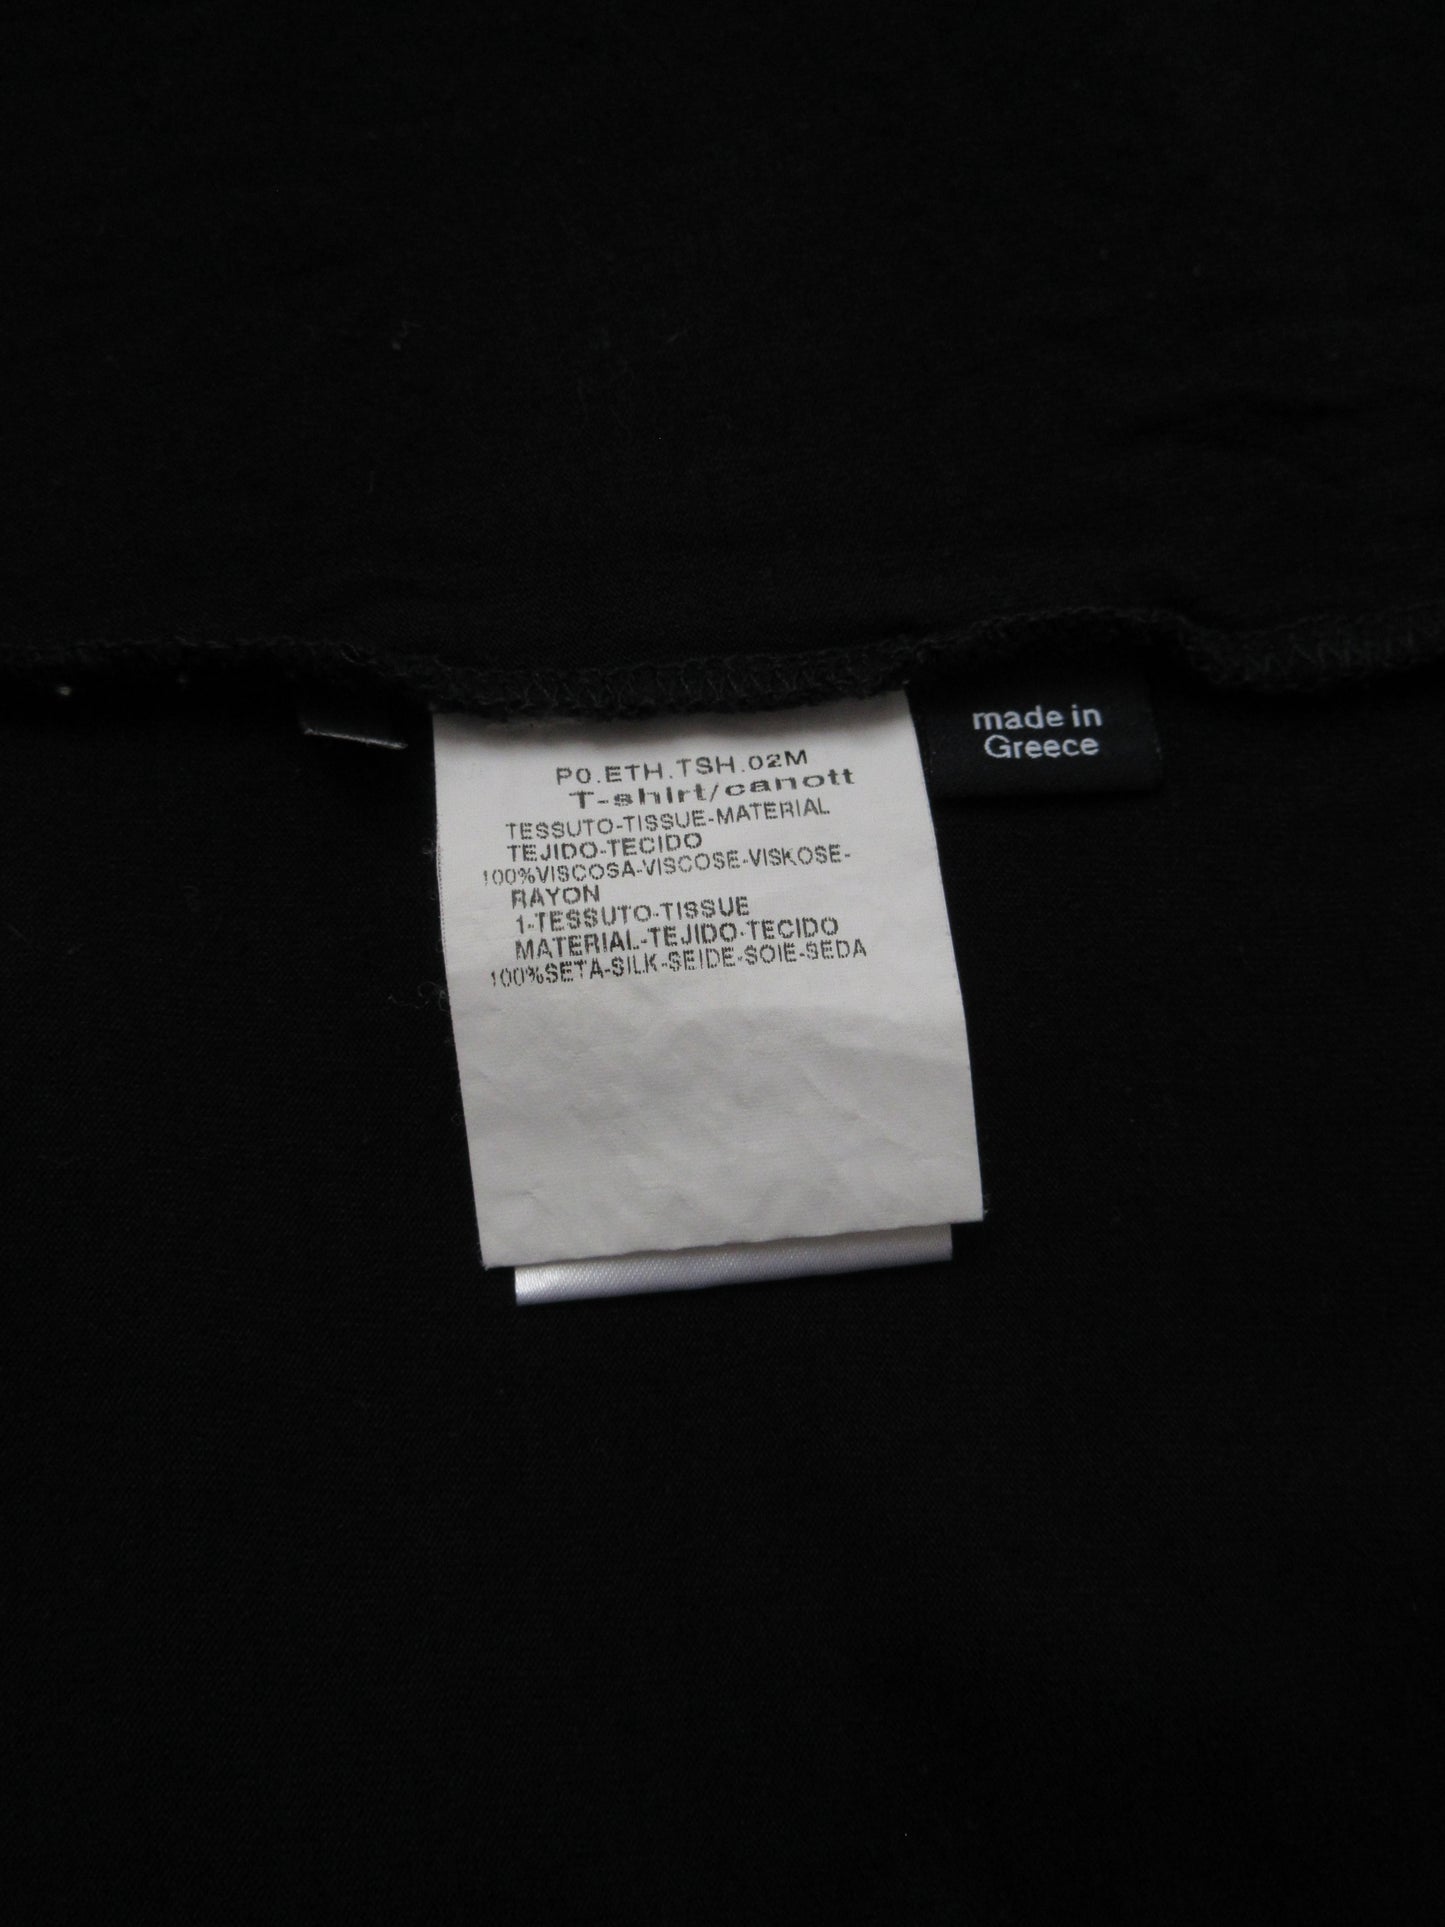 P0.ETH.TSH.02M
T-shirt/canott
TESSUTO-TISSUE-MATERIAL
TEJIDO-TECIDO
100%VISCOSA-VISCOSE-VISKOSE-
RAYON
1-TESSUTO-TISSUE
MATERIAL-TEJIDO-TECIDO
100%SETA-SILK-SEIDE-SOIE-SEDA
made in
Greece